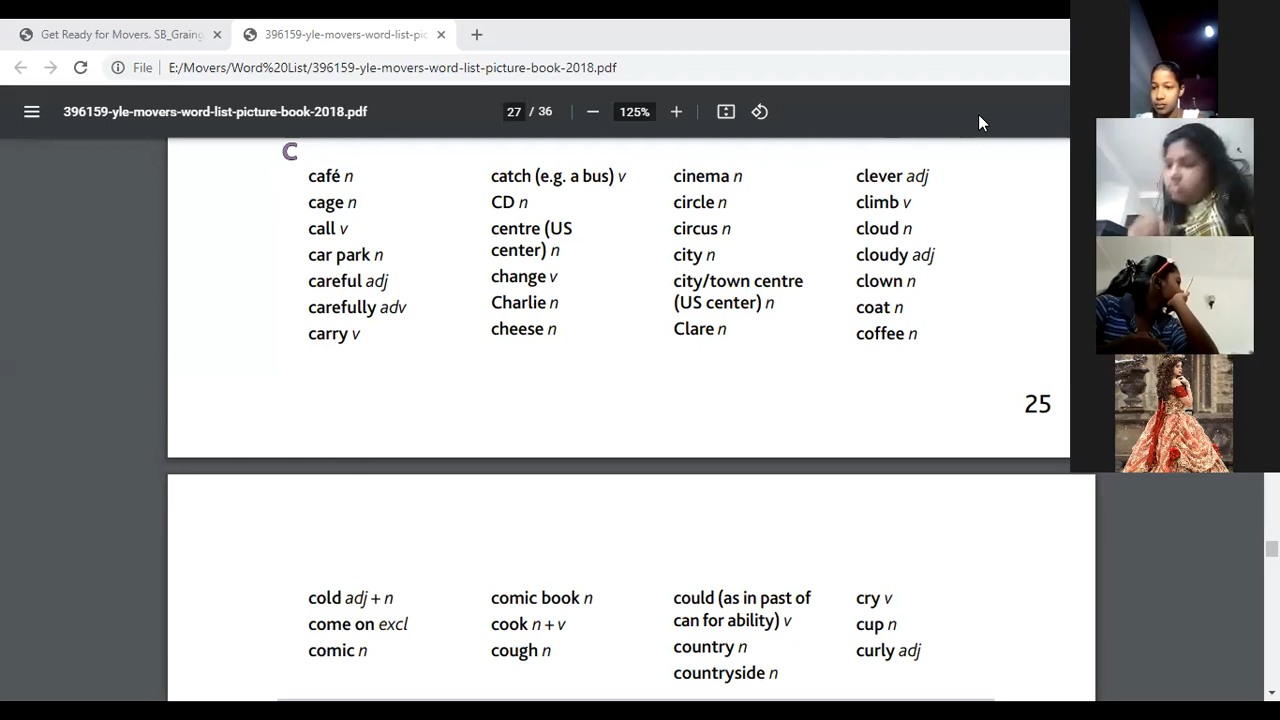 Get Ready for Movers. SB_Graing
396159-yle-movers-word-list-pic
File E:/Movers/Word%20List/396159-yle-movers-word-list-picture-book-2018.pdf
396159-yle-movers-word-list-picture-book-2018.pdf 27 / 36 125%
C
café n
cage n
call v
car park n
careful adj
carefully adv
carry v
catch (e.g. a bus) v
CD n
centre (US
center) n
change v
Charlie n
cheese n
cinema n
circle n
circus n
city n
city/town centre
(US center) n
Clare n
clever adj
climb v
cloud n
cloudy adj
clown n
coat n
coffee n
25
cold adj + n
come on excl
comic n
comic book n
cook n + v
cough n
could (as in past of
can for ability) v
country n
countryside n
cry v
cup n
curly adj